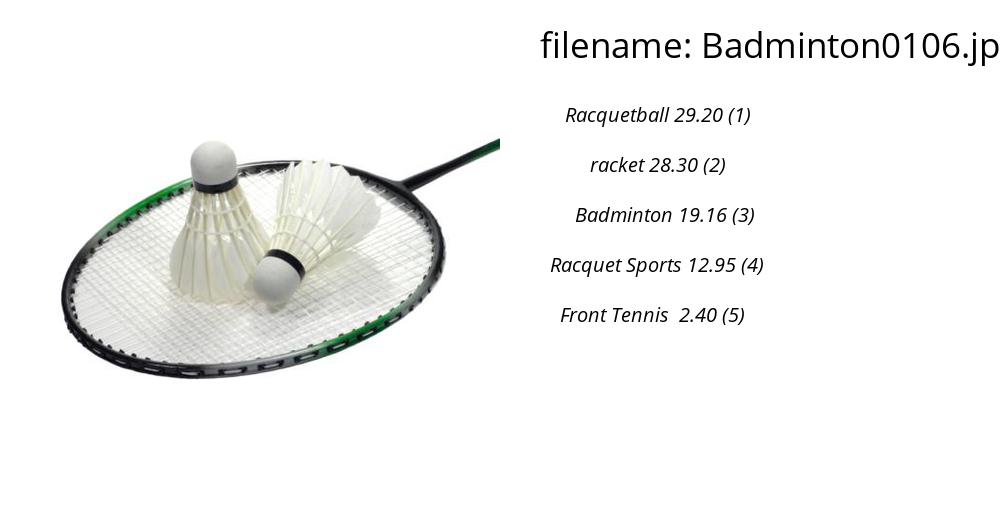 filename: Badminton0106.jp
Racquetball 29.20 (1)
racket 28.30 (2)
Badminton 19.16 (3)
Racquet Sports 12.95 (4)
Front Tennis  2.40 (5)